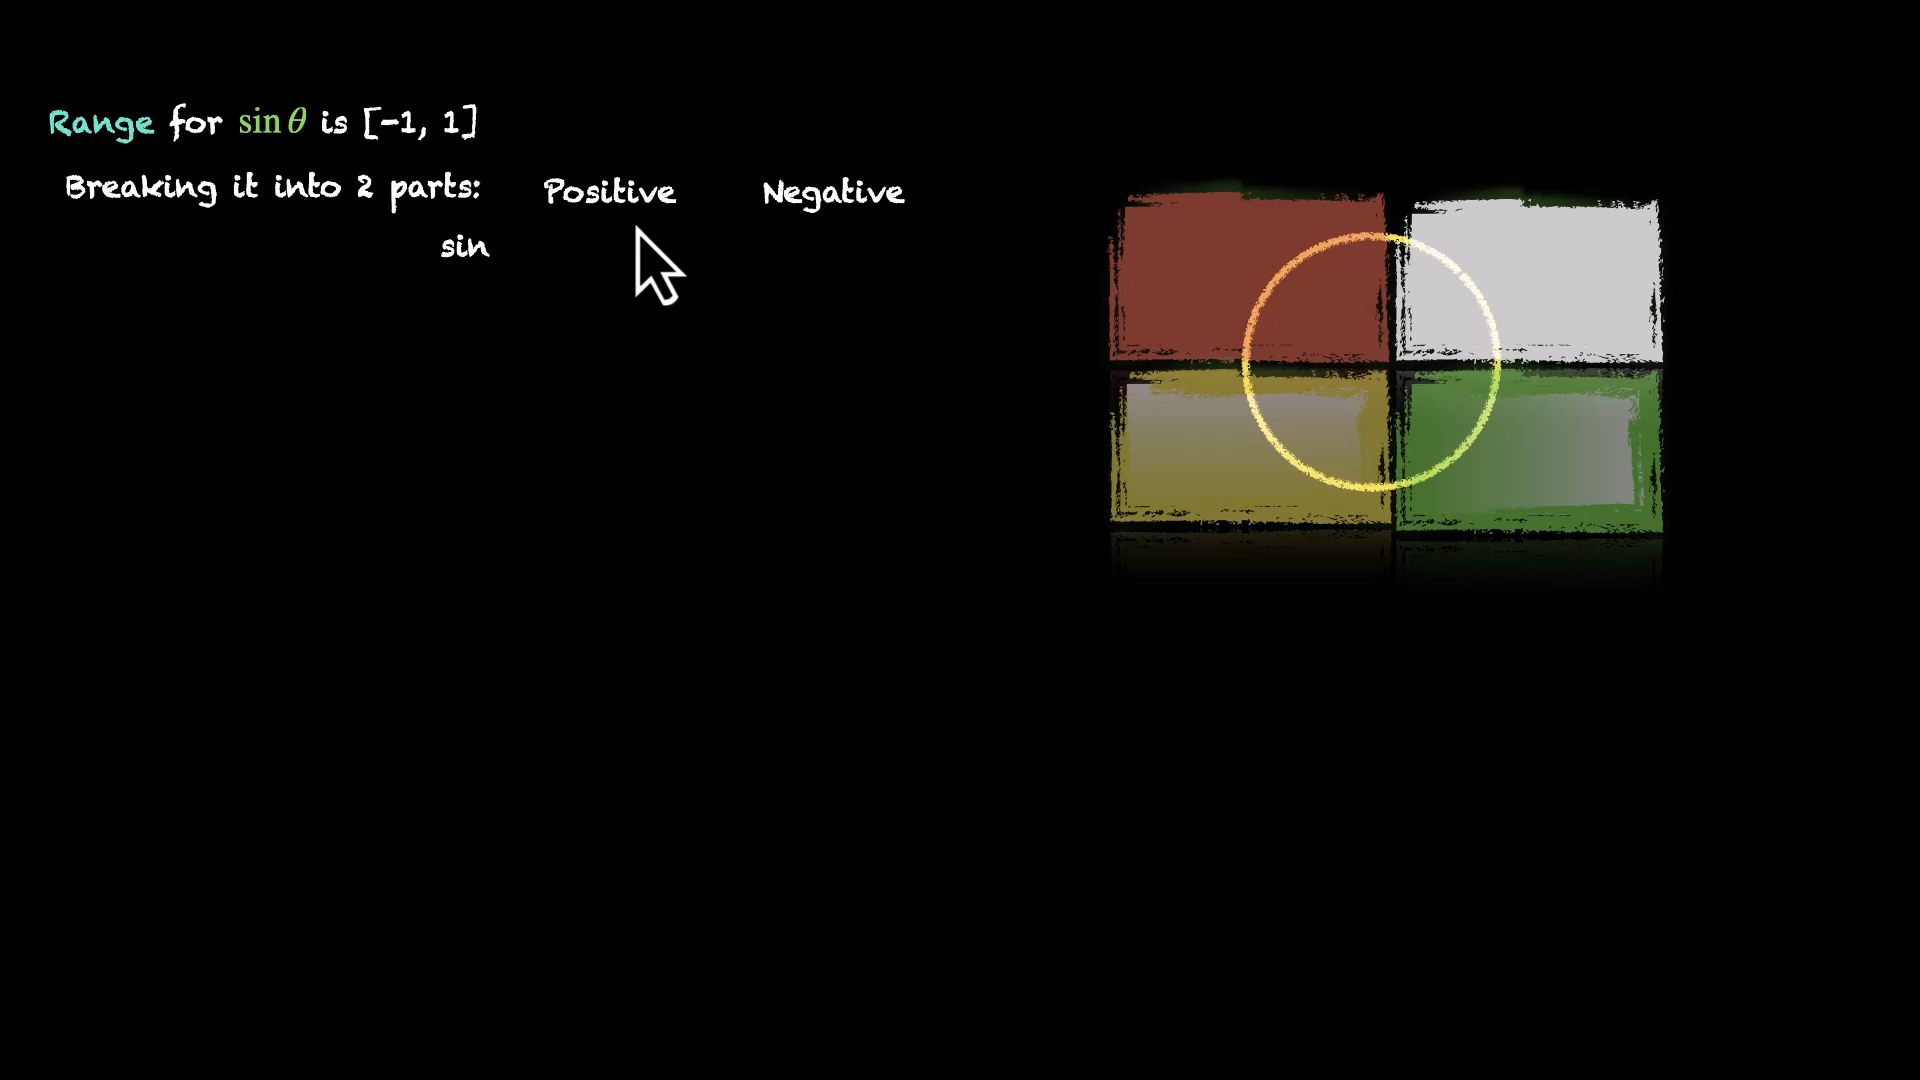 Range for sin θ is [-1, 1]
Breaking it into 2 parts: Positive Negative
sin